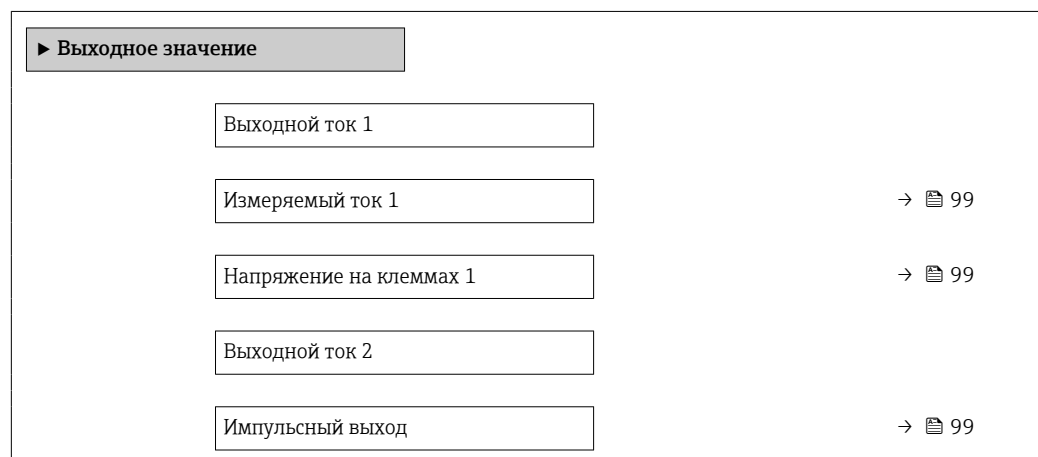 ▶ Выходное значение
Выходной ток 1
Измеряемый ток 1 → 99
Напряжение на клеммах 1 → 99
Выходной ток 2
Импульсный выход → 99